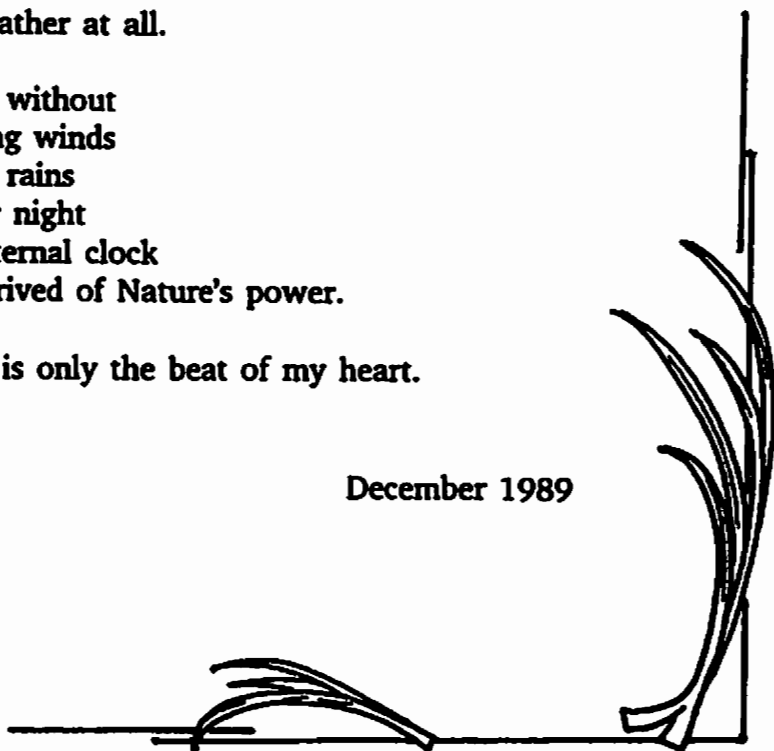 ather at all.
without
ng winds
rains
night
ternal clock
rived of Nature's power.
is only the beat of my heart.
December 1989